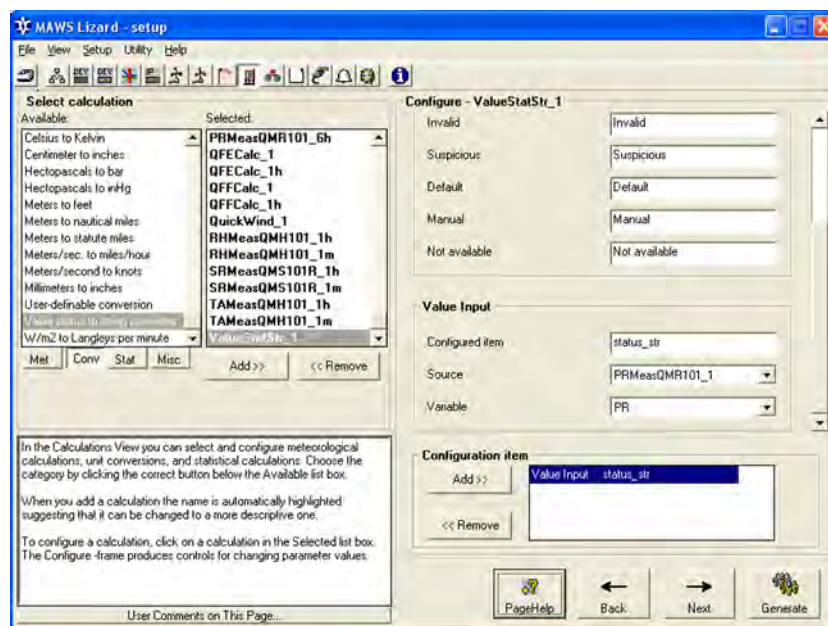 MAWS Lizard - setup
File View Setup Utility Help
Select calculation
Available:
Celsius to Kelvin
Centimeter to inches
Hectopascals to bar
Hectopascals to inHg
Meters to feet
Meters to nautical miles
Meters to statute miles
Meters/sec. to miles/hour
Meters/second to knots
Millimeters to inches
User-definable conversion
Value status to string
W/m2 to Langleys per minute
Met Conv Stat Misc
Selected:
PRMeasQMR101_6h
QFECalc_1
QFECalc_1h
QFFCalc_1
QFFCalc_1h
QuickWind_1
RHMeasQMH101_1h
RHMeasQMH101_1m
SRMeasQMS101R_1h
SRMeasQMS101R_1m
TAMeasQMH101_1h
TAMeasQMH101_1m
ValueStatStr_1
Add >> << Remove
In the Calculations View you can select and configure meteorological
calculations, unit conversions, and statistical calculations. Choose the
category by clicking the correct button below the Available list box.
When you add a calculation the name is automatically highlighted
suggesting that it can be changed to a more descriptive one.
To configure a calculation, click on a calculation in the Selected list box.
The Configure -frame produces controls for changing parameter values.
User Comments on This Page...
Configure - ValueStatStr_1
Invalid Invalid
Suspicious Suspicious
Default Default
Manual Manual
Not available Not available
Value Input
Configured item status_str
Source PRMeasQMR101_1
Variable PR
Configuration item
Add >>
<< Remove
Value Input status_str
PageHelp Back Next Generate